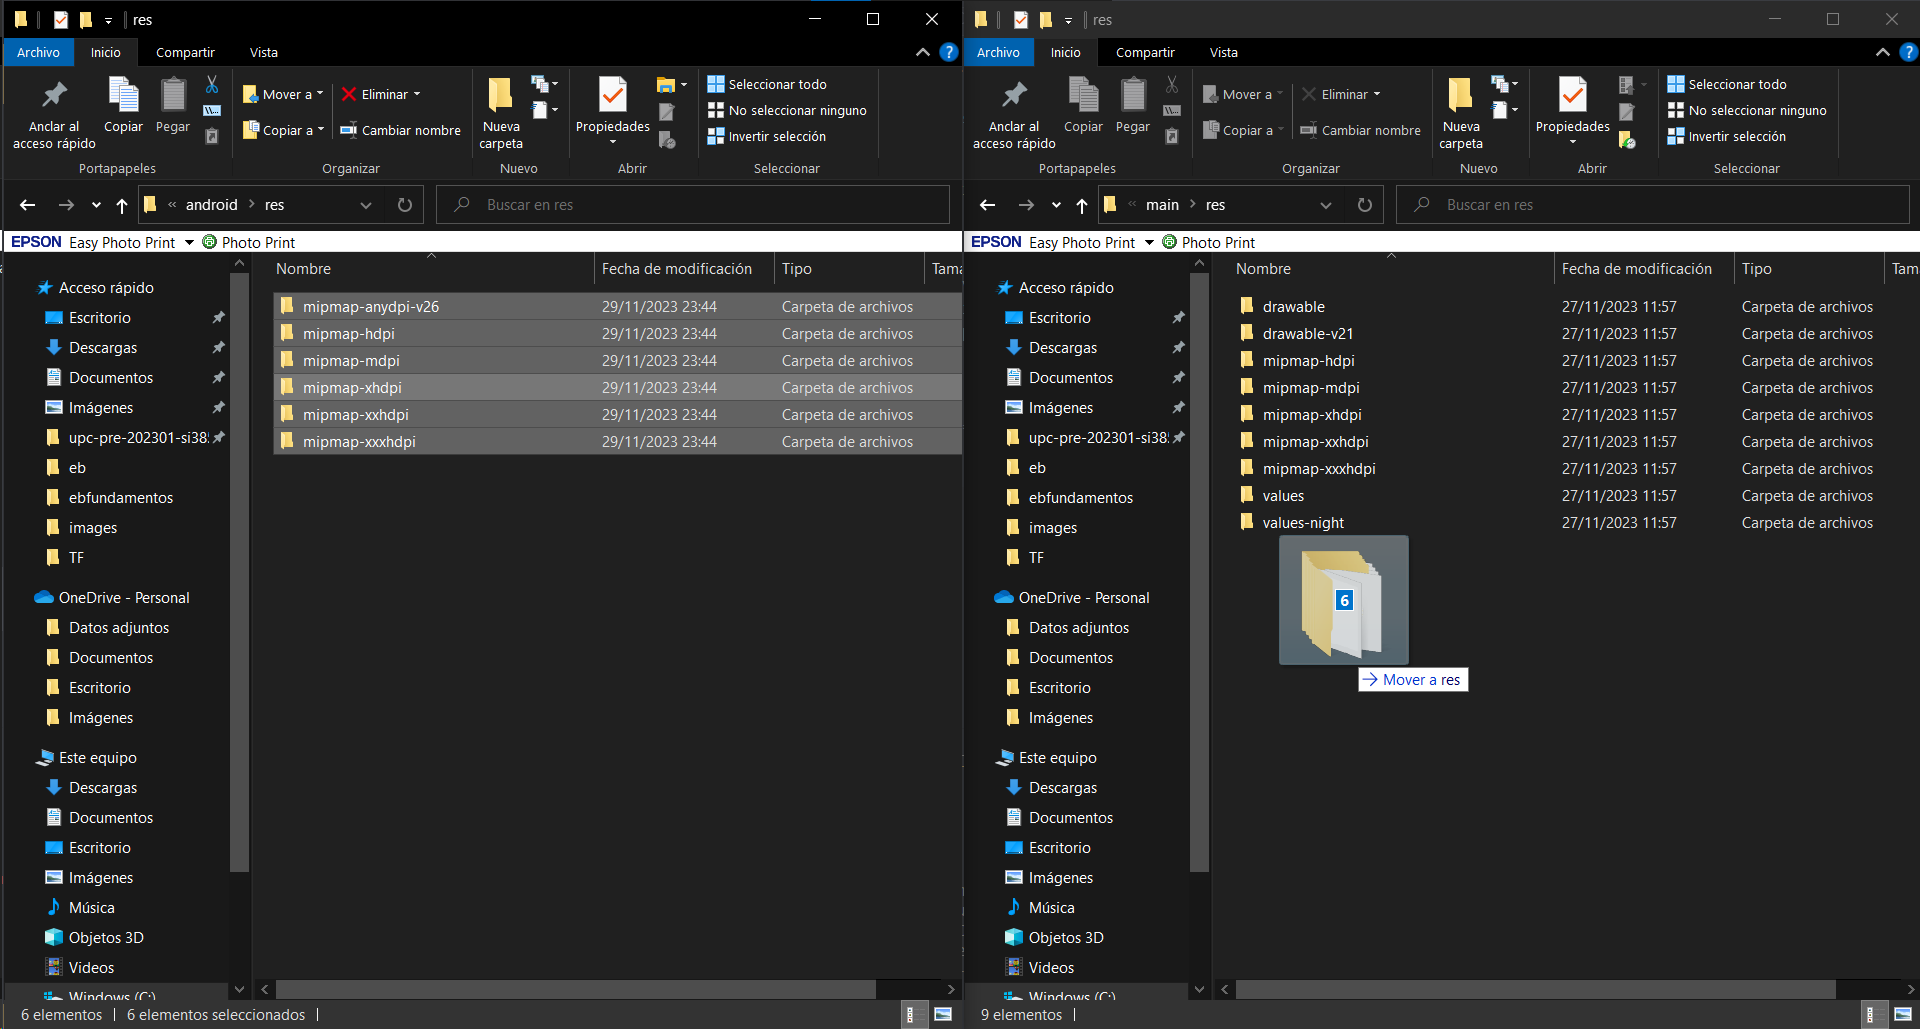 res
Archivo Inicio Compartir Vista
Anclar al acceso rápido
Copiar
Pegar
Mover a
Copiar a
Eliminar
Cambiar nombre
Nueva carpeta
Propiedades
Seleccionar todo
No seleccionar ninguno
Invertir selección
Portapapeles Organizar Nuevo Abrir Seleccionar
« android > res
Buscar en res
EPSON Easy Photo Print Photo Print
Acceso rápido
Escritorio
Descargas
Documentos
Imágenes
upc-pre-202301-si38
eb
ebfundamentos
images
TF
OneDrive - Personal
Datos adjuntos
Documentos
Escritorio
Imágenes
Este equipo
Descargas
Documentos
Escritorio
Imágenes
Música
Objetos 3D
Videos
Windows (C:)
Nombre Fecha de modificación Tipo Tama
mipmap-anydpi-v26 29/11/2023 23:44 Carpeta de archivos
mipmap-hdpi 29/11/2023 23:44 Carpeta de archivos
mipmap-mdpi 29/11/2023 23:44 Carpeta de archivos
mipmap-xhdpi 29/11/2023 23:44 Carpeta de archivos
mipmap-xxhdpi 29/11/2023 23:44 Carpeta de archivos
mipmap-xxxhdpi 29/11/2023 23:44 Carpeta de archivos
6 elementos 6 elementos seleccionados
res
Archivo Inicio Compartir Vista
Anclar al acceso rápido
Copiar
Pegar
Mover a
Copiar a
Eliminar
Cambiar nombre
Nueva carpeta
Propiedades
Seleccionar todo
No seleccionar ninguno
Invertir selección
Portapapeles Organizar Nuevo Abrir Seleccionar
« main > res
Buscar en res
EPSON Easy Photo Print Photo Print
Acceso rápido
Escritorio
Descargas
Documentos
Imágenes
upc-pre-202301-si38
eb
ebfundamentos
images
TF
OneDrive - Personal
Datos adjuntos
Documentos
Escritorio
Imágenes
Este equipo
Descargas
Documentos
Escritorio
Imágenes
Música
Objetos 3D
Videos
Windows (C:)
Nombre Fecha de modificación Tipo Tam
drawable 27/11/2023 11:57 Carpeta de archivos
drawable-v21 27/11/2023 11:57 Carpeta de archivos
mipmap-hdpi 27/11/2023 11:57 Carpeta de archivos
mipmap-mdpi 27/11/2023 11:57 Carpeta de archivos
mipmap-xhdpi 27/11/2023 11:57 Carpeta de archivos
mipmap-xxhdpi 27/11/2023 11:57 Carpeta de archivos
mipmap-xxxhdpi 27/11/2023 11:57 Carpeta de archivos
values 27/11/2023 11:57 Carpeta de archivos
values-night 27/11/2023 11:57 Carpeta de archivos
6
Mover a res
9 elementos